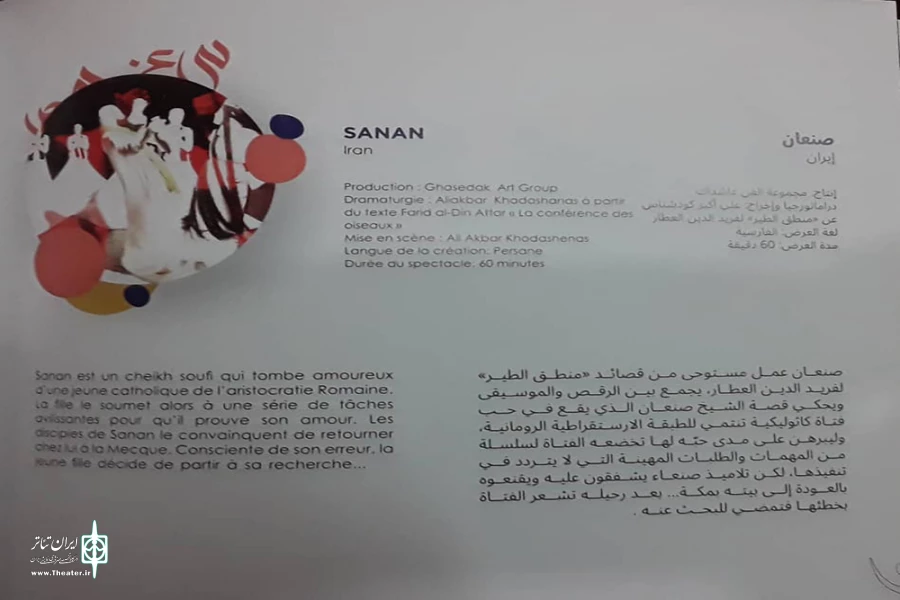 SANAN
Iran
Production : Ghasedak Art Group
Dramaturgie : Aliakbar Khodashanas à partir
du texte Farid al-Din Attar « La conférence des
oiseaux »
Mise en scène : Ali Akbar Khodashenas
Langue de la création: Persane
Durée du spectacle: 60 minutes
صنعان
إيران
إنتاج: مجموعة الفن
دراماتورجيا وإخراج: علي أكبر كودشناس
عن «منطق الطير» لفريد الدين العطار
لغة العرض: الفارسية
مدة العرض: 60 دقيقة
Sanan est un cheikh soufi qui tombe amoureux
d'une jeune catholique de l'aristocratie Romaine.
La fille le soumet alors à une série de tâches
avilissantes pour qu'il prouve son amour. Les
disciples de Sanan le convainquent de retourner
chez lui à la Mecque. Consciente de son erreur, la
jeune fille décide de partir à sa recherche...
صنعان عمل مستوحى من قصائد «منطق الطير»
لفريد الدين العطار، يجمع بين الرقص والموسيقى
ويحكي قصة الشيخ صنعان الذي يقع في حب
فتاة كاثوليكية تنتمي للطبقة الارستقراطية الرومانية،
وليبرهن على مدى حبّه لها تخضعه الفتاة لسلسلة
من المهمات والطلبات المهينة التي لا يتردد في
تنفيذها، لكن تلاميذ صنعاء يشفقون عليه ويقنعوه
بالعودة إلى بيته بمكة... بعد رحيله تشعر الفتاة
بخطئها فتمضي للبحث عنه .
ایران تئاتر
www.Theater.ir